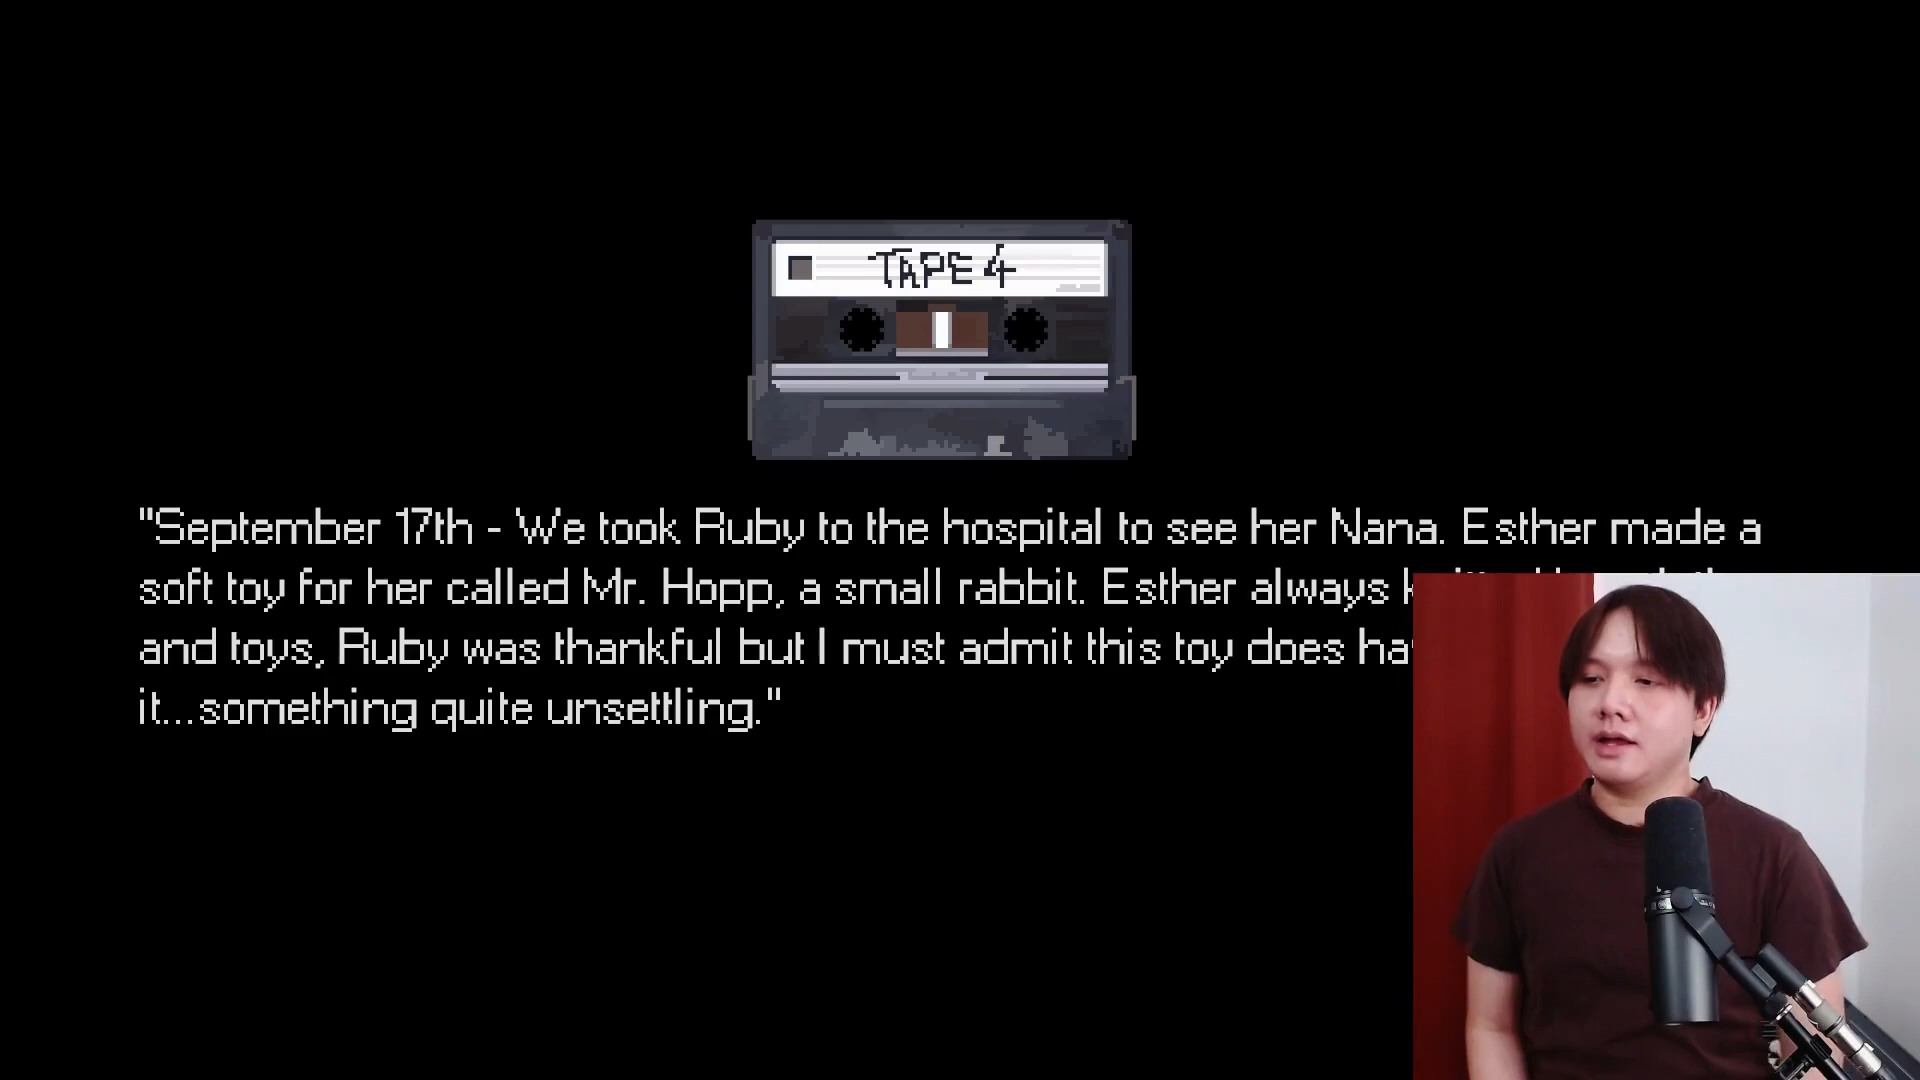 TAPE 4
"September 17th - We took Ruby to the hospital to see her Nana. Esther made a
soft toy for her called Mr. Hopp, a small rabbit. Esther always
and toys, Ruby was thankful but I must admit this toy does
it...something quite unsettling."